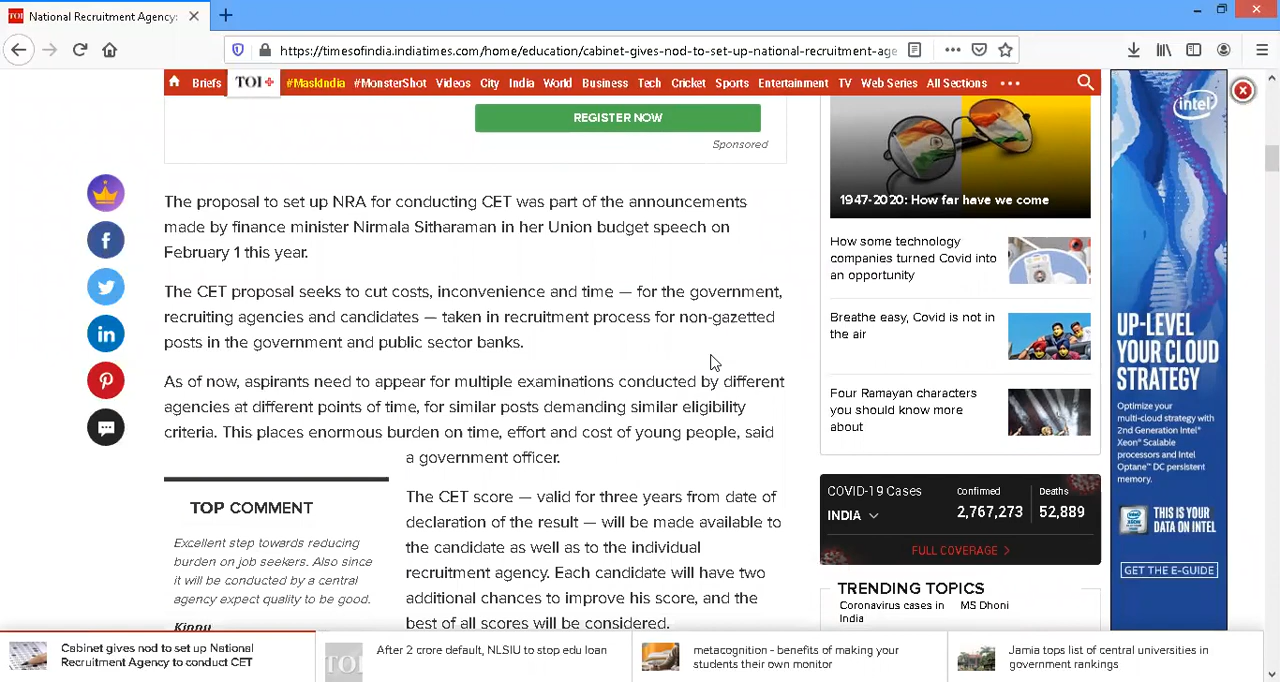 TOI
National Recruitment Agency:
https://timesofindia.indiatimes.com/home/education/cabinet-gives-nod-to-set-up-national-recruitment-age
Briefs TOI+ #MaskIndia #MonsterShot Videos City India World Business Tech Cricket Sports Entertainment TV Web Series All Sections
REGISTER NOW
Sponsored
The proposal to set up NRA for conducting CET was part of the announcements
made by finance minister Nirmala Sitharaman in her Union budget speech on
February 1 this year.
The CET proposal seeks to cut costs, inconvenience and time — for the government,
recruiting agencies and candidates — taken in recruitment process for non-gazetted
posts in the government and public sector banks.
As of now, aspirants need to appear for multiple examinations conducted by different
agencies at different points of time, for similar posts demanding similar eligibility
criteria. This places enormous burden on time, effort and cost of young people, said
a government officer.
TOP COMMENT
Excellent step towards reducing
burden on job seekers. Also since
it will be conducted by a central
agency expect quality to be good.
Kinnu
The CET score — valid for three years from date of
declaration of the result — will be made available to
the candidate as well as to the individual
recruitment agency. Each candidate will have two
additional chances to improve his score, and the
best of all scores will be considered.
1947-2020: How far have we come
How some technology
companies turned Covid into
an opportunity
Breathe easy, Covid is not in
the air
Four Ramayan characters
you should know more
about
COVID-19 Cases
INDIA
Confirmed
2,767,273
Deaths
52,889
FULL COVERAGE
TRENDING TOPICS
Coronavirus cases in
India
MS Dhoni
intel
UP-LEVEL
YOUR CLOUD
STRATEGY
Optimize your
multi-cloud strategy with
2nd Generation Intel®
Xeon® Scalable
processors and Intel
Optane™ DC persistent
memory.
THIS IS YOUR
DATA ON INTEL
GET THE E-GUIDE
Cabinet gives nod to set up National
Recruitment Agency to conduct CET
TOI
After 2 crore default, NLSIU to stop edu loan
metacognition - benefits of making your
students their own monitor
Jamia tops list of central universities in
government rankings